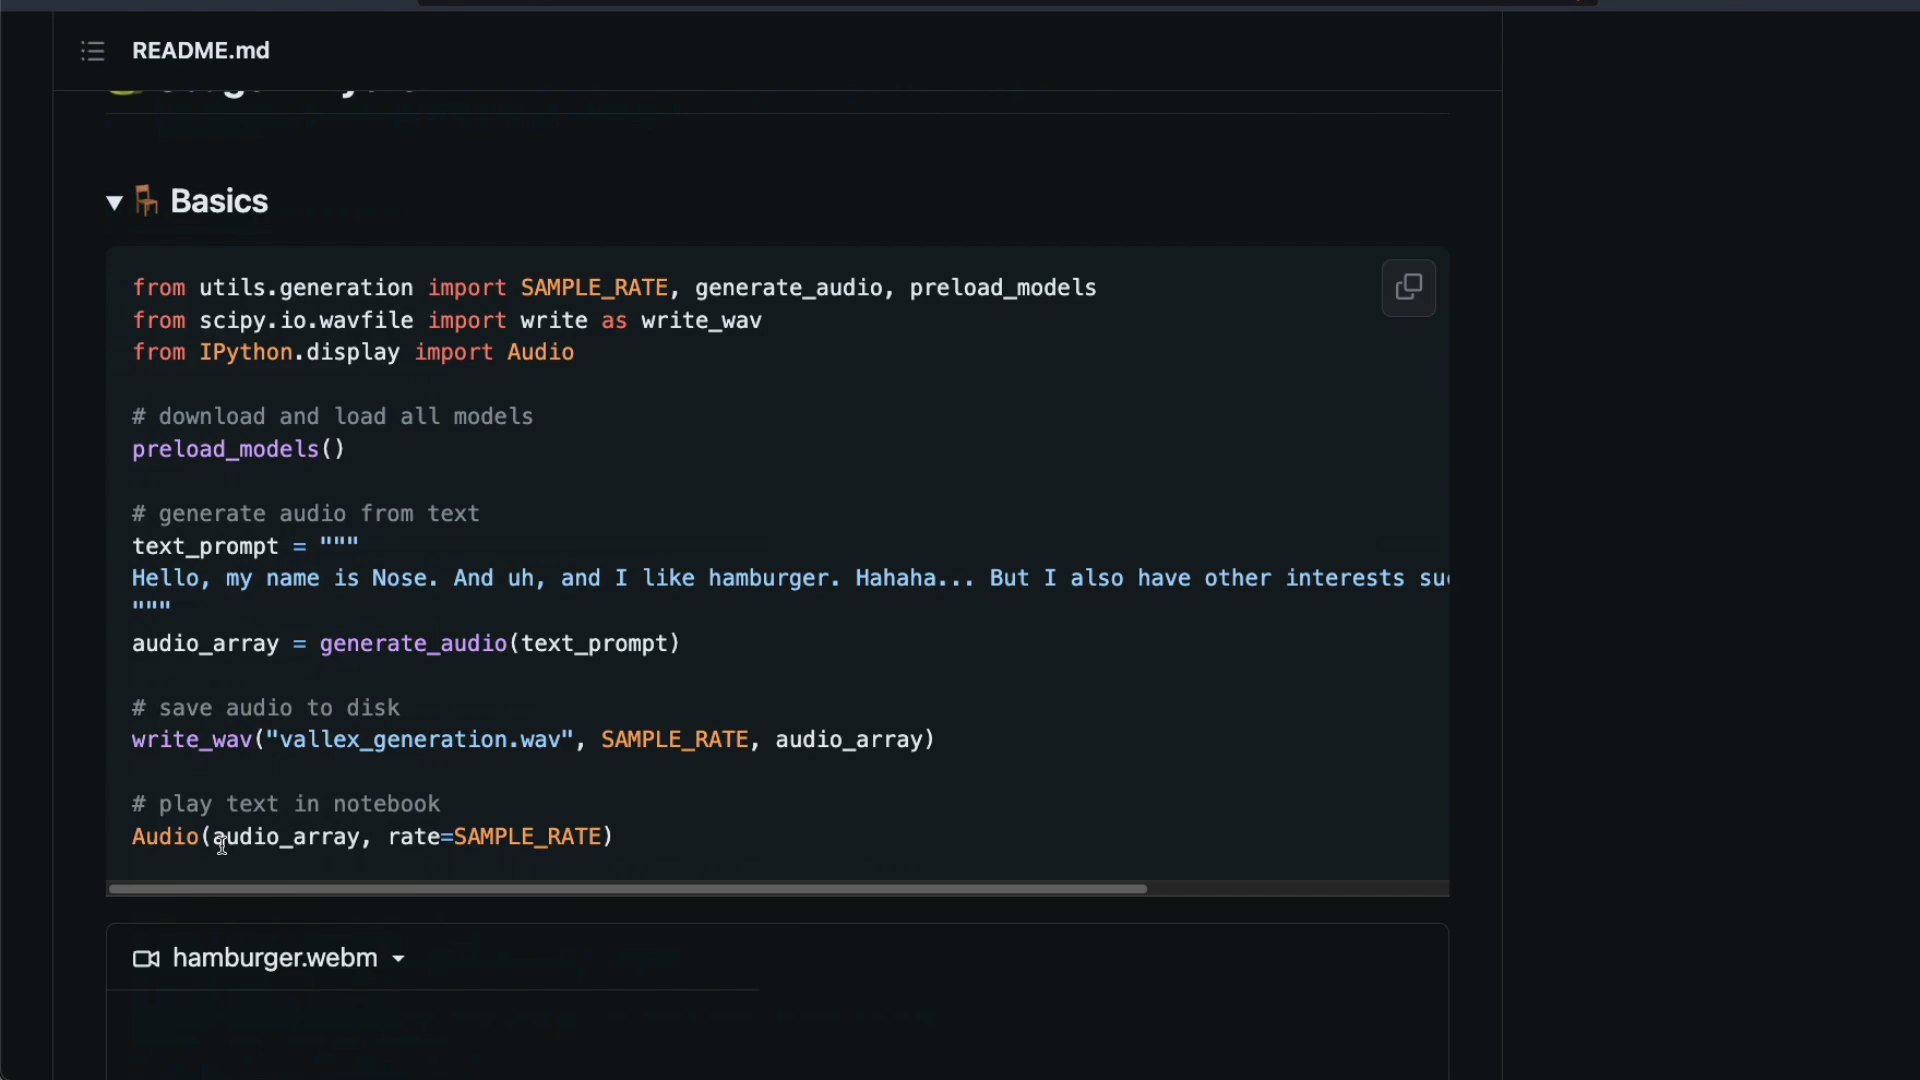 README.md
Basics
from utils.generation import SAMPLE_RATE, generate_audio, preload_models
from scipy.io.wavfile import write as write_wav
from IPython.display import Audio
# download and load all models
preload_models()
# generate audio from text
text_prompt = """
Hello, my name is Nose. And uh, and I like hamburger. Hahaha... But I also have other interests
"""
audio_array = generate_audio(text_prompt)
# save audio to disk
write_wav("vallex_generation.wav", SAMPLE_RATE, audio_array)
# play text in notebook
Audio(audio_array, rate=SAMPLE_RATE)
hamburger.webm